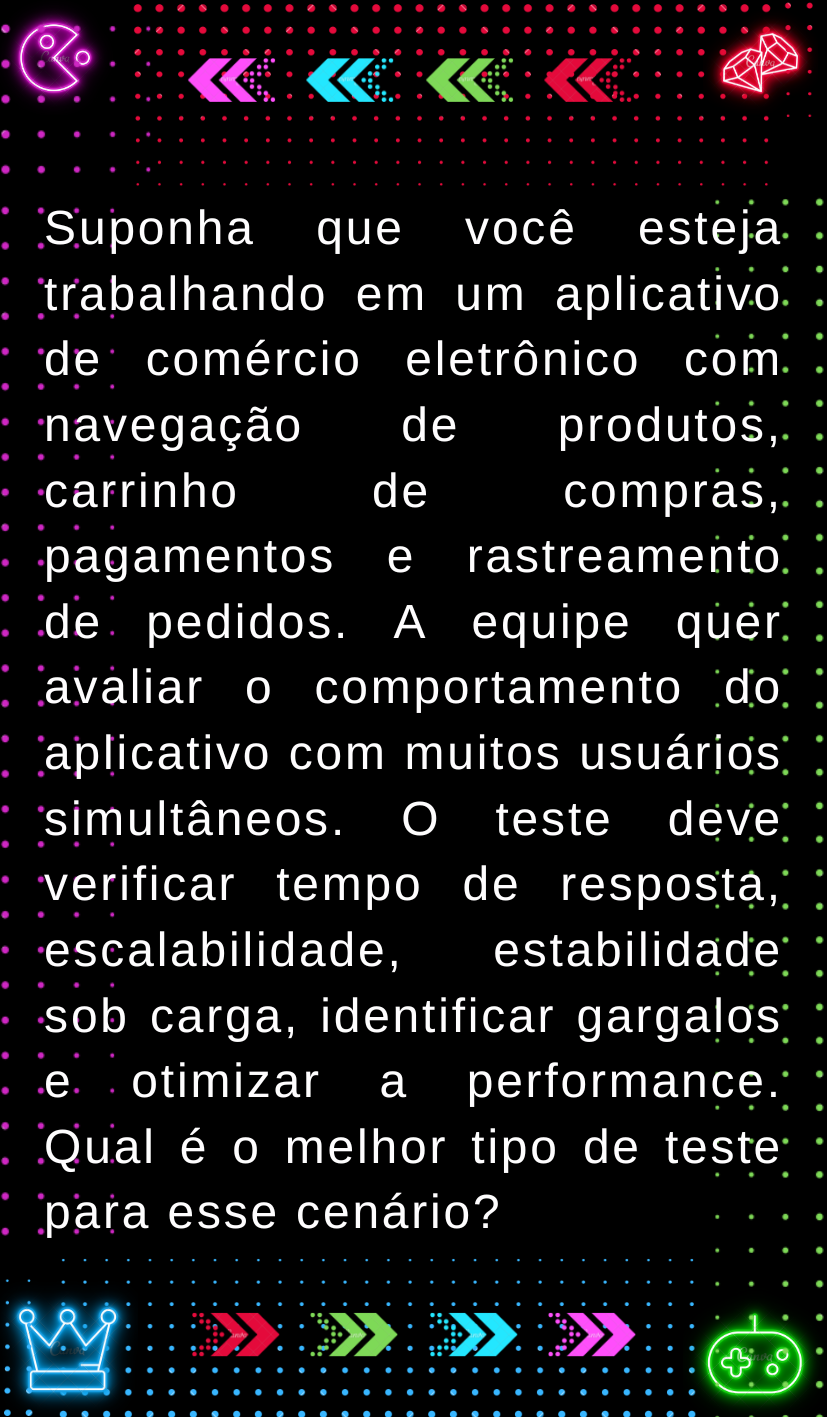 Suponha que você esteja
trabalhando em um aplicativo
de comércio eletrônico com
navegação de produtos,
carrinho de compras,
pagamentos e rastreamento
de pedidos. A equipe quer
avaliar o comportamento do
aplicativo com muitos usuários
simultâneos. O teste deve
verificar tempo de resposta,
escalabilidade, estabilidade
sob carga, identificar gargalos
e otimizar a performance.
Qual é o melhor tipo de teste
para esse cenário?